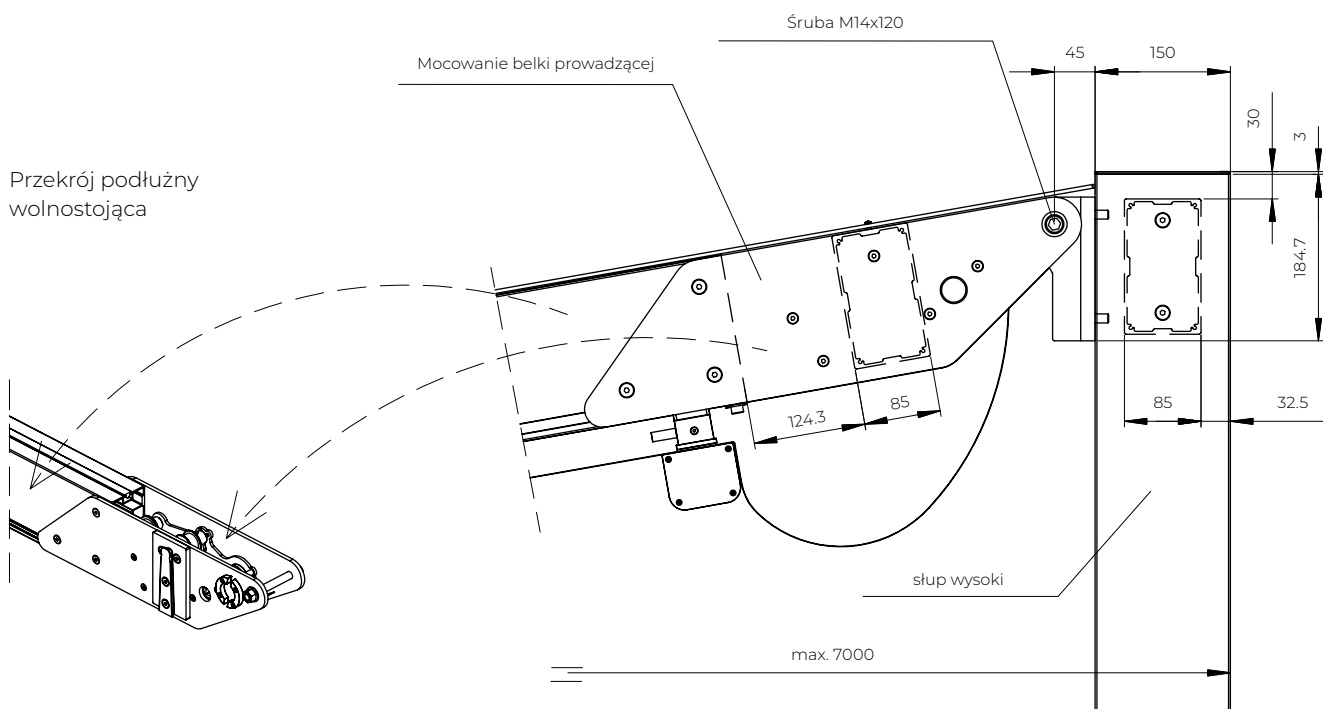 Śruba M14x120
Mocowanie belki prowadzącej
45
150
30
3
Przekrój podłużny
wolnostojąca
184.7
124.3
85
85
32.5
słup wysoki
max. 7000